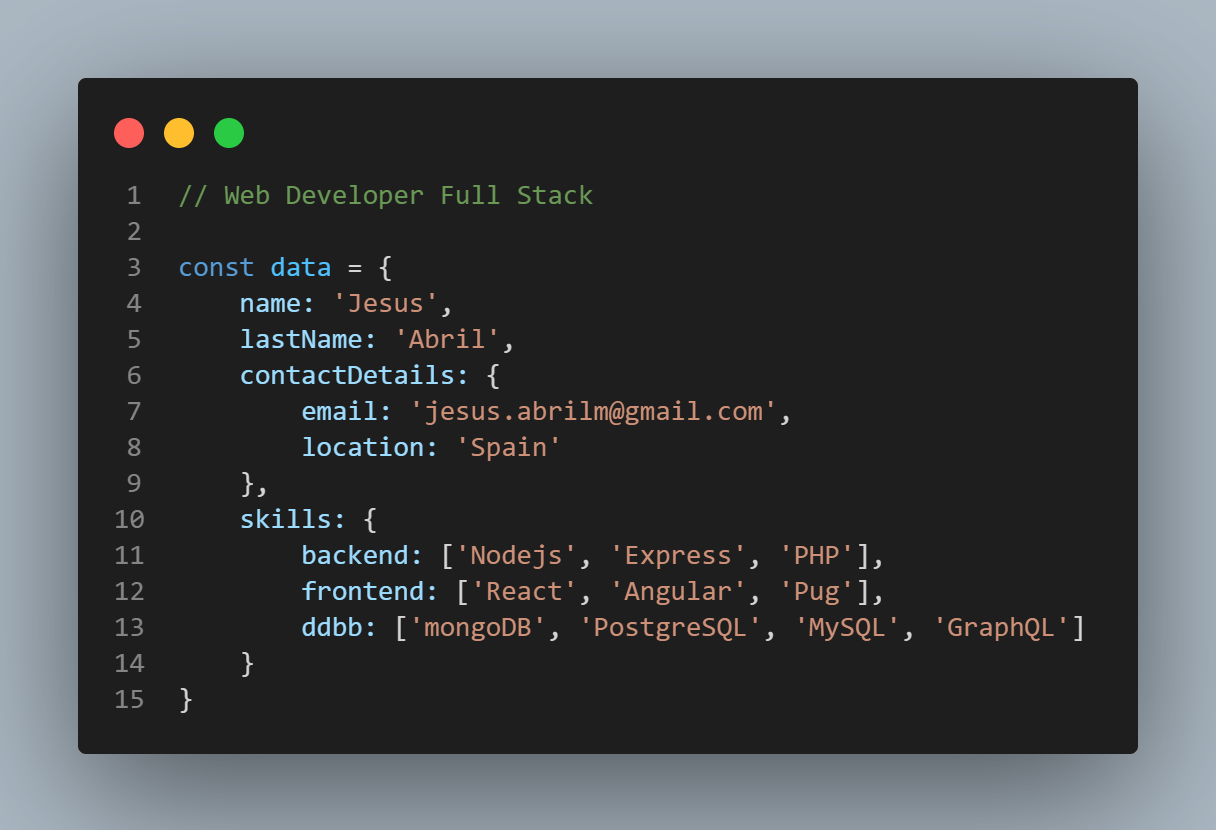 1 // Web Developer Full Stack
2
3 const data = {
4     name: 'Jesus',
5     lastName: 'Abril',
6     contactDetails: {
7         email: 'jesus.abrilm@gmail.com',
8         location: 'Spain'
9     },
10     skills: {
11         backend: ['Nodejs', 'Express', 'PHP'],
12         frontend: ['React', 'Angular', 'Pug'],
13         ddbb: ['mongoDB', 'PostgreSQL', 'MySQL', 'GraphQL']
14     }
15 }